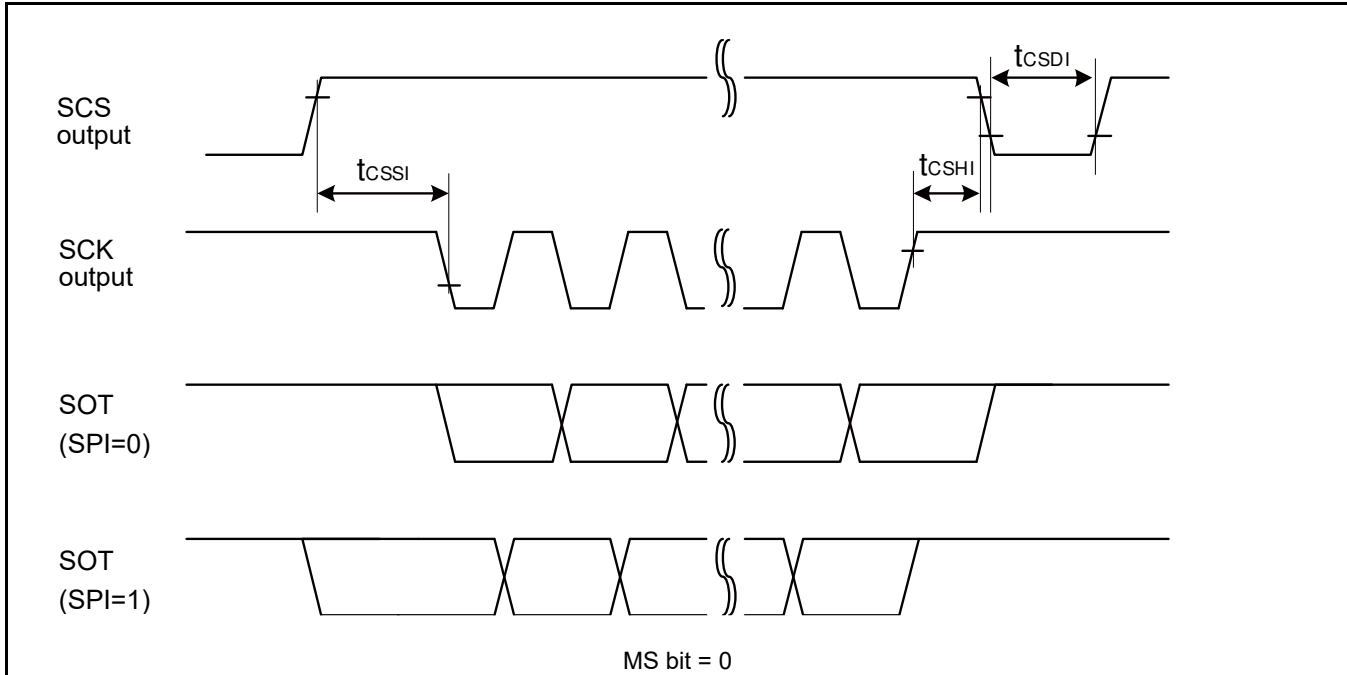 SCS
output
tCSDI
tCSSI
tCSHI
SCK
output
SOT
(SPI=0)
SOT
(SPI=1)
MS bit = 0